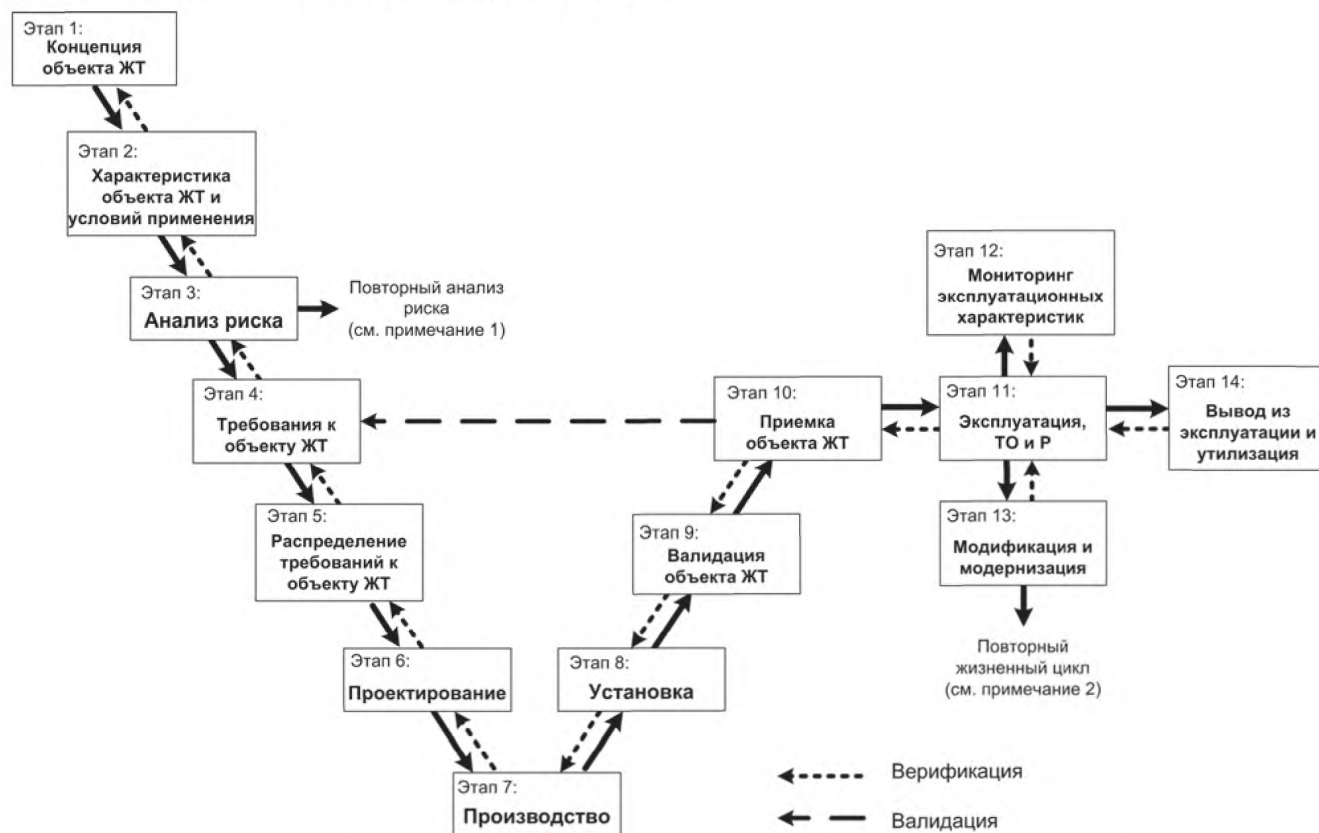 Этап 1:
Концепция
объекта ЖТ
Этап 2:
Характеристика
объекта ЖТ и
условий применения
Этап 3:
Анализ риска
Повторный анализ
риска
(см. примечание 1)
Этап 4:
Требования к
объекту ЖТ
Этап 5:
Распределение
требований к
объекту ЖТ
Этап 6:
Проектирование
Этап 7:
Производство
Этап 8:
Установка
Этап 9:
Валидация
объекта ЖТ
Этап 10:
Приемка
объекта ЖТ
Этап 11:
Эксплуатация,
ТО и Р
Этап 12:
Мониторинг
эксплуатационных
характеристик
Этап 13:
Модификация и
модернизация
Повторный
жизненный цикл
(см. примечание 2)
Этап 14:
Вывод из
эксплуатации и
утилизация
Верификация
Валидация